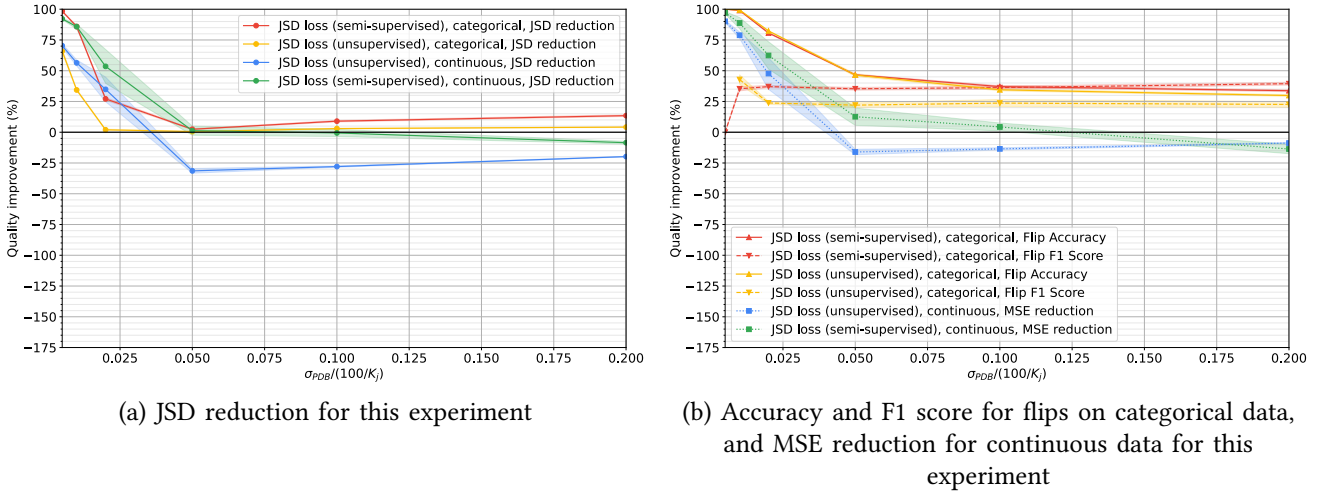 Quality improvement (%)
100
75
50
25
0
−25
−50
−75
−100
−125
−150
−175
JSD loss (semi-supervised), categorical, JSD reduction
JSD loss (unsupervised), categorical, JSD reduction
JSD loss (unsupervised), continuous, JSD reduction
JSD loss (semi-supervised), continuous, JSD reduction
0.025 0.050 0.075 0.100 0.125 0.150 0.175 0.200
σPDB/(100/Kj)
(a) JSD reduction for this experiment
Quality improvement (%)
100
75
50
25
0
−25
−50
−75
−100
−125
−150
−175
JSD loss (semi-supervised), categorical, Flip Accuracy
JSD loss (semi-supervised), categorical, Flip F1 Score
JSD loss (unsupervised), categorical, Flip Accuracy
JSD loss (unsupervised), categorical, Flip F1 Score
JSD loss (unsupervised), continuous, MSE reduction
JSD loss (semi-supervised), continuous, MSE reduction
0.025 0.050 0.075 0.100 0.125 0.150 0.175 0.200
σPDB/(100/Kj)
(b) Accuracy and F1 score for flips on categorical data,
and MSE reduction for continuous data for this
experiment